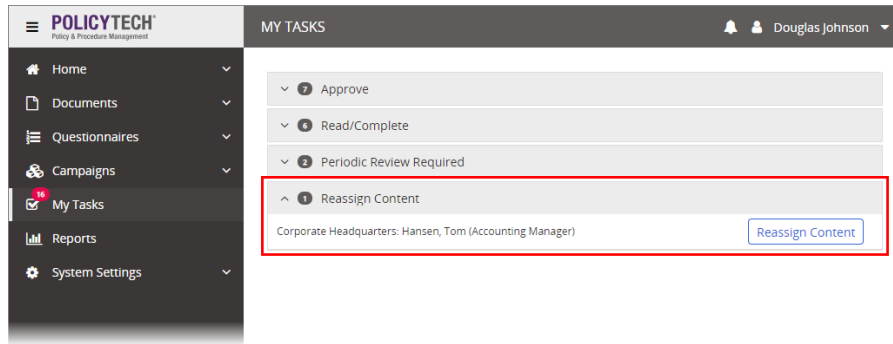 POLICYTECH®
Policy & Procedure Management
MY TASKS
Douglas Johnson
Home
Documents
Questionnaires
Campaigns
16
My Tasks
Reports
System Settings
7 Approve
6 Read/Complete
2 Periodic Review Required
1 Reassign Content
Corporate Headquarters: Hansen, Tom (Accounting Manager)
Reassign Content